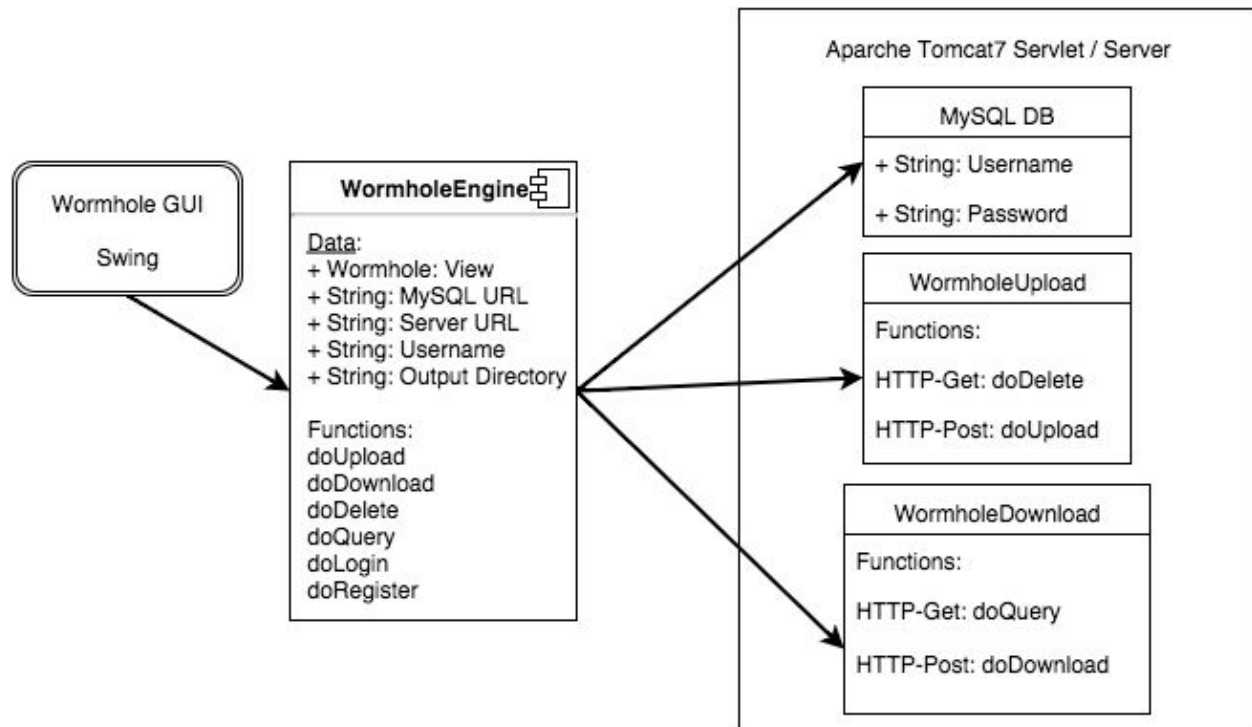 Wormhole GUI
Swing
WormholeEngine
Data:
+ Wormhole: View
+ String: MySQL URL
+ String: Server URL
+ String: Username
+ String: Output Directory
Functions:
doUpload
doDownload
doDelete
doQuery
doLogin
doRegister
Aparche Tomcat7 Servlet / Server
MySQL DB
+ String: Username
+ String: Password
WormholeUpload
Functions:
HTTP-Get: doDelete
HTTP-Post: doUpload
WormholeDownload
Functions:
HTTP-Get: doQuery
HTTP-Post: doDownload